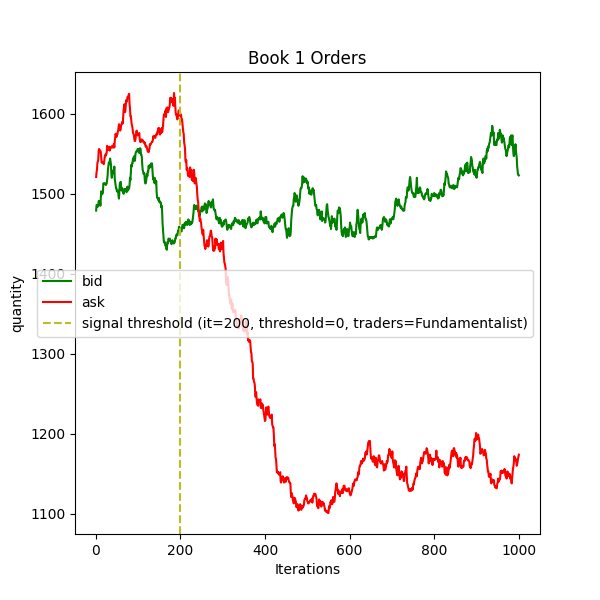 Book 1 Orders
1600
1500
1400
1300
1200
1100
quantity
bid
ask
signal threshold (it=200, threshold=0, traders=Fundamentalist)
0 200 400 600 800 1000
Iterations